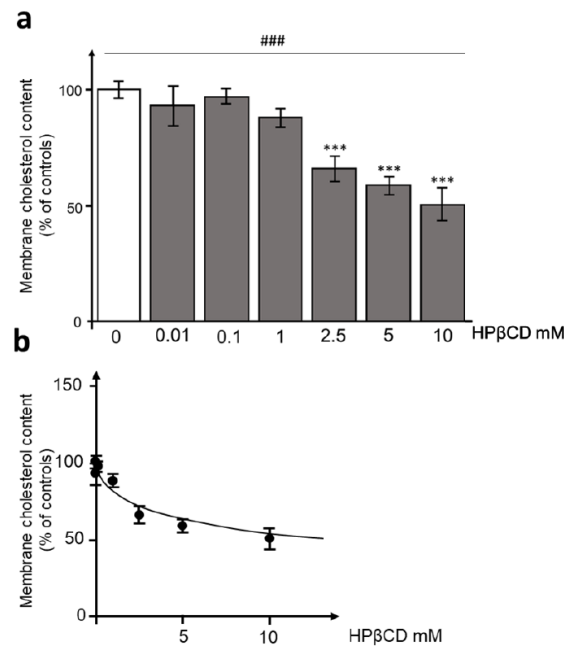 a
###
Membrane cholesterol content
(% of controls)
100
50
0
***
***
***
0 0.01 0.1 1 2.5 5 10 HPβCD mM
b
Membrane cholesterol content
(% of controls)
150
100
50
0
5 10 HPβCD mM